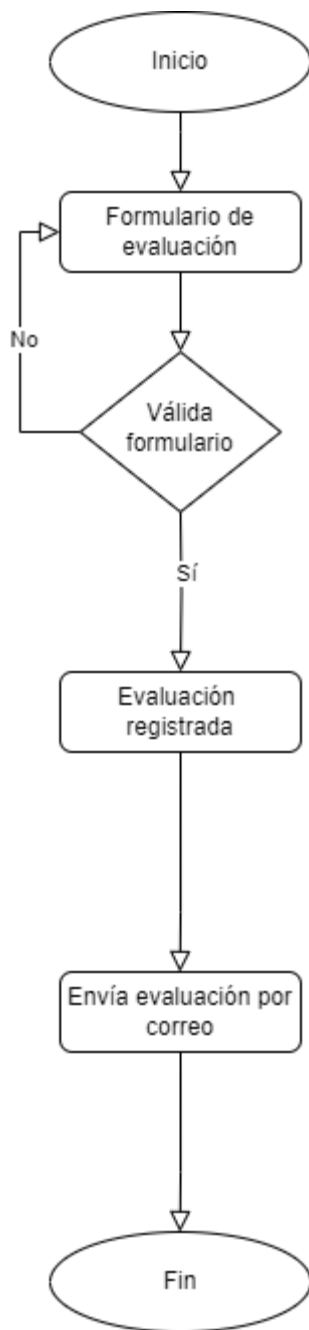 Inicio
Formulario de
evaluación
No
Válida
formulario
Sí
Evaluación
registrada
Envía evaluación por
correo
Fin